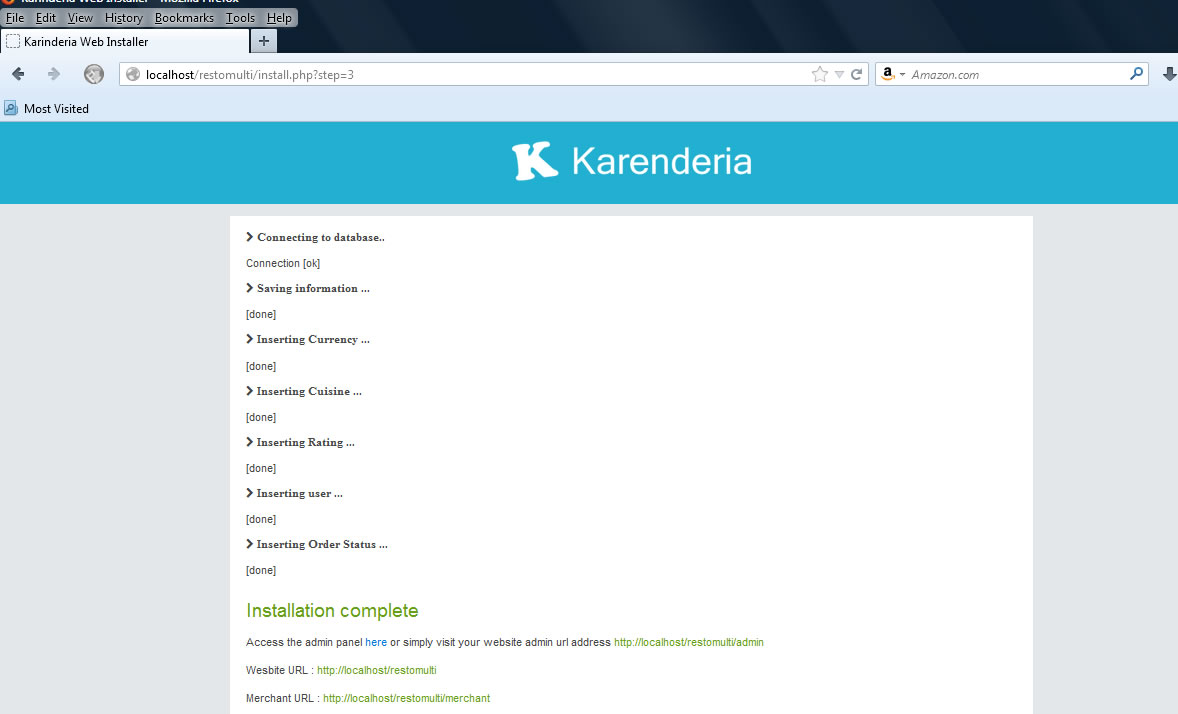 Karinderia Web Installer - Mozilla Firefox
File Edit View History Bookmarks Tools Help
Karinderia Web Installer +
localhost/restomulti/install.php?step=3
a Amazon.com
Most Visited
K Karenderia
Connecting to database..
Connection [ok]
Saving information ...
[done]
Inserting Currency ...
[done]
Inserting Cuisine ...
[done]
Inserting Rating ...
[done]
Inserting user ...
[done]
Inserting Order Status ...
[done]
Installation complete
Access the admin panel here or simply visit your website admin url address http://localhost/restomulti/admin
Wesbite URL : http://localhost/restomulti
Merchant URL : http://localhost/restomulti/merchant